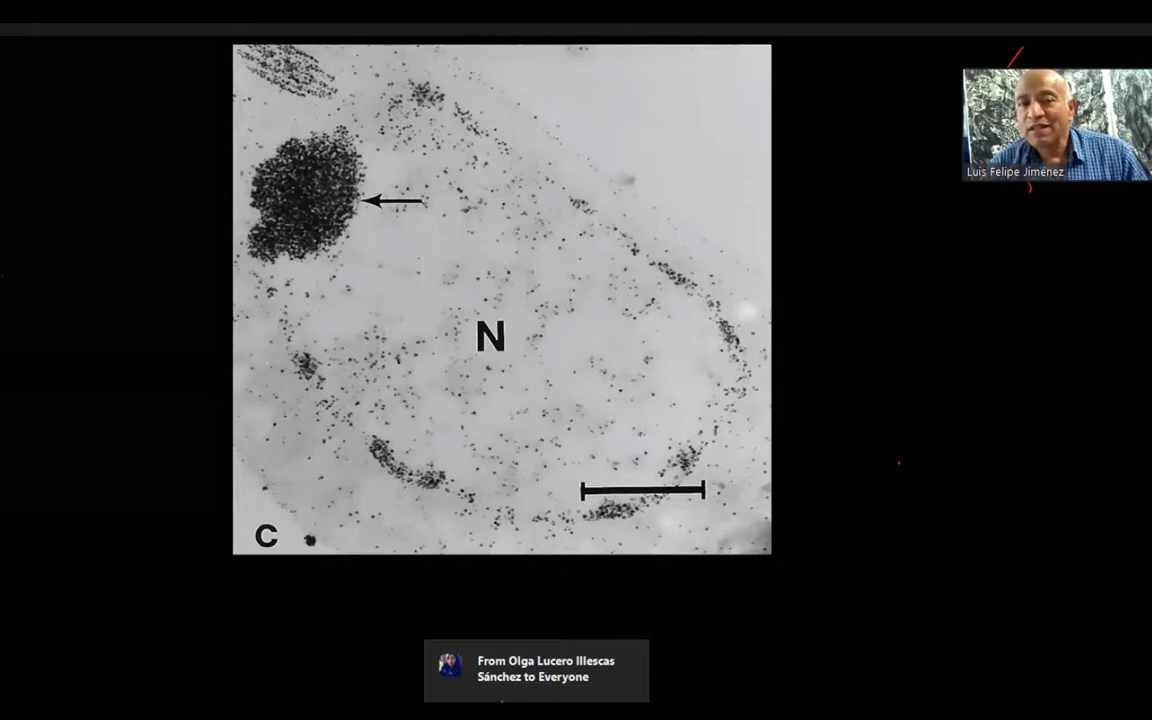 Luis Felipe Jiménez
N
C
From Olga Lucero Illescas
Sánchez to Everyone